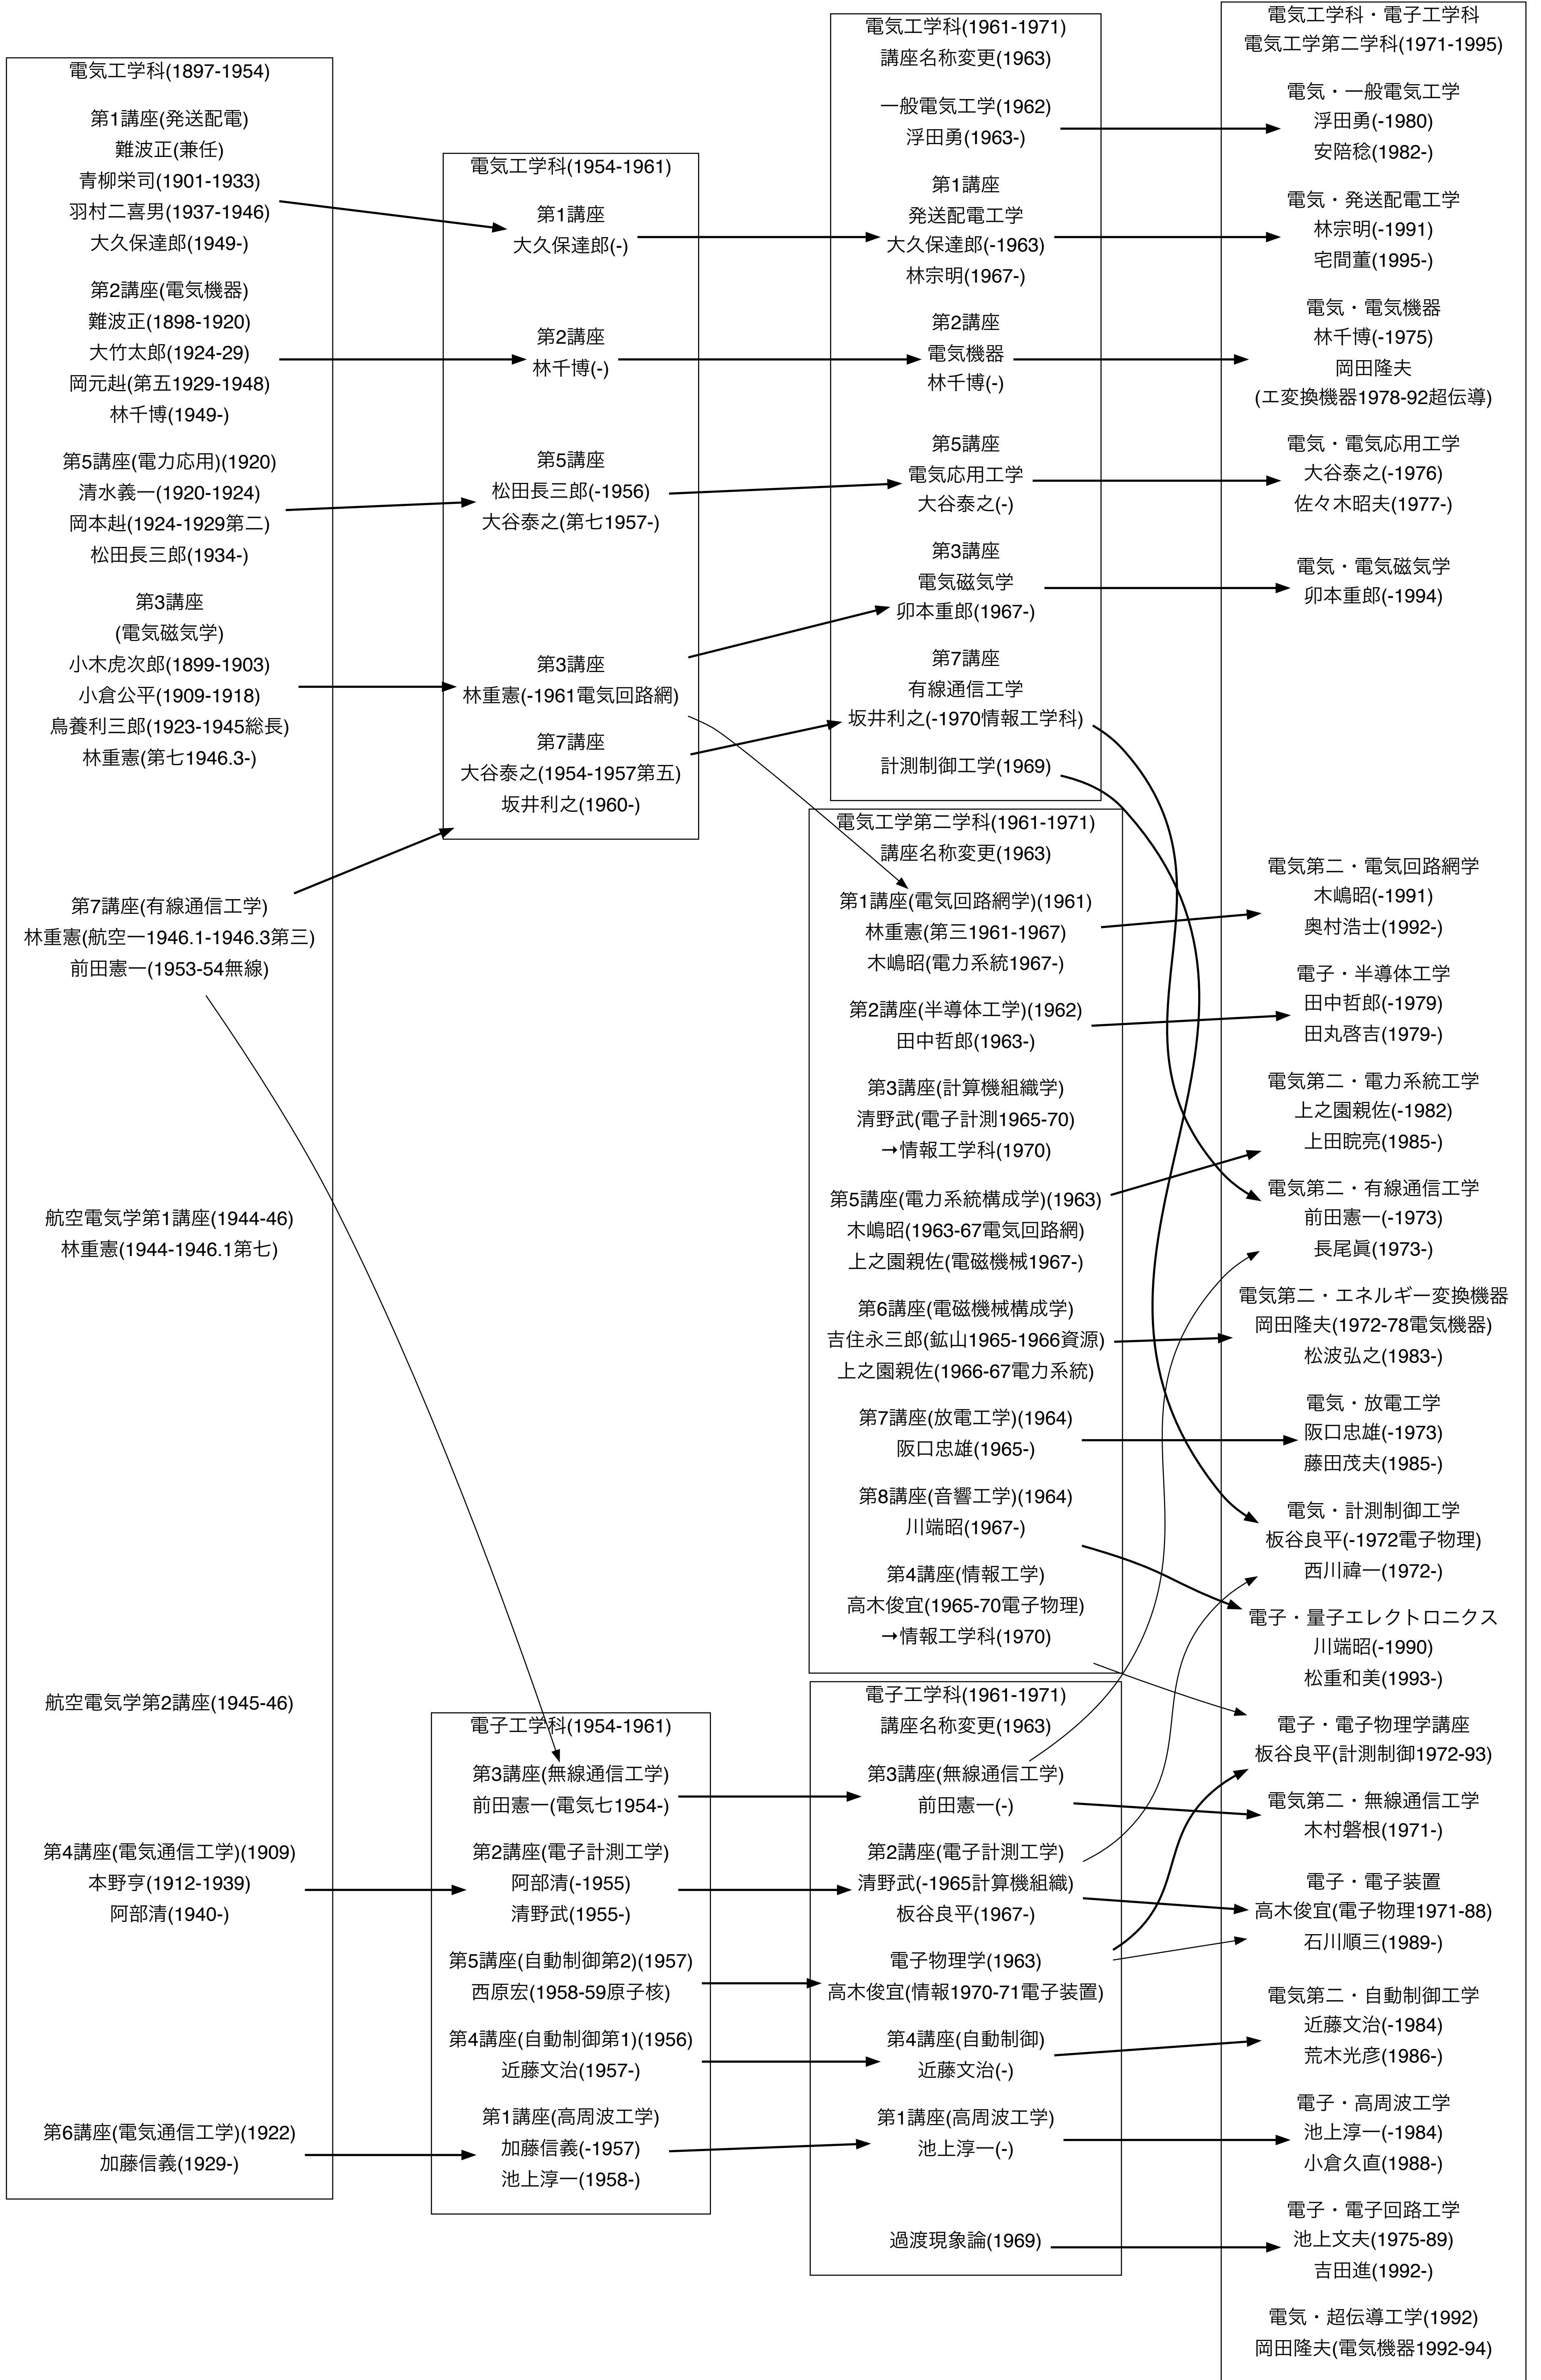 電気工学科(1897-1954)
第1講座(発送配電)
難波正(兼任)
青柳栄司(1901-1933)
羽村二喜男(1937-1946)
大久保達郎(1949-)
第2講座(電気機器)
難波正(1898-1920)
大竹太郎(1924-29)
岡元赳(第五1929-1948)
林千博(1949-)
第5講座(電力応用)(1920)
清水義一(1920-1924)
岡本赳(1924-1929第二)
松田長三郎(1934-)
第3講座
(電気磁気学)
小木虎次郎(1899-1903)
小倉公平(1909-1918)
鳥養利三郎(1923-1945総長)
林重憲(第七1946.3-)
第7講座(有線通信工学)
林重憲(航空一1946.1-1946.3第三)
前田憲一(1953-54無線)
航空電気学第1講座(1944-46)
林重憲(1944-1946.1第七)
航空電気学第2講座(1945-46)
第4講座(電気通信工学)(1909)
本野亨(1912-1939)
阿部清(1940-)
第6講座(電気通信工学)(1922)
加藤信義(1929-)
電気工学科(1954-1961)
第1講座
大久保達郎(-)
第2講座
林千博(-)
第5講座
松田長三郎(-1956)
大谷泰之(第七1957-)
第3講座
林重憲(-1961電気回路網)
第7講座
大谷泰之(1954-1957第五)
坂井利之(1960-)
電子工学科(1954-1961)
第3講座(無線通信工学)
前田憲一(電気七1954-)
第2講座(電子計測工学)
阿部清(-1955)
清野武(1955-)
第5講座(自動制御第2)(1957)
西原宏(1958-59原子核)
第4講座(自動制御第1)(1956)
近藤文治(1957-)
第1講座(高周波工学)
加藤信義(-1957)
池上淳一(1958-)
電気工学科(1961-1971)
講座名称変更(1963)
一般電気工学(1962)
浮田勇(1963-)
第1講座
発送配電工学
大久保達郎(-1963)
林宗明(1967-)
第2講座
電気機器
林千博(-)
第5講座
電気応用工学
大谷泰之(-)
第3講座
電気磁気学
卯本重郎(1967-)
第7講座
有線通信工学
坂井利之(-1970情報工学科)
計測制御工学(1969)
電気工学第二学科(1961-1971)
講座名称変更(1963)
第1講座(電気回路網学)(1961)
林重憲(第三1961-1967)
木嶋昭(電力系統1967-)
第2講座(半導体工学)(1962)
田中哲郎(1963-)
第3講座(計算機組織学)
清野武(電子計測1965-70)
→情報工学科(1970)
第5講座(電力系統構成学)(1963)
木嶋昭(1963-67電気回路網)
上之園親佐(電磁機械1967-)
第6講座(電磁機械構成学)
吉住永三郎(鉱山1965-1966資源)
上之園親佐(1966-67電力系統)
第7講座(放電工学)(1964)
阪口忠雄(1965-)
第8講座(音響工学)(1964)
川端昭(1967-)
第4講座(情報工学)
高木俊宜(1965-70電子物理)
→情報工学科(1970)
電子工学科(1961-1971)
講座名称変更(1963)
第3講座(無線通信工学)
前田憲一(-)
第2講座(電子計測工学)
清野武(-1965計算機組織)
板谷良平(1967-)
電子物理学(1963)
高木俊宜(情報1970-71電子装置)
第4講座(自動制御)
近藤文治(-)
第1講座(高周波工学)
池上淳一(-)
過渡現象論(1969)
電気工学科・電子工学科
電気工学第二学科(1971-1995)
電気・一般電気工学
浮田勇(-1980)
安陪稔(1982-)
電気・発送配電工学
林宗明(-1991)
宅間董(1995-)
電気・電気機器
林千博(-1975)
岡田隆夫
(エ変換機器1978-92超伝導)
電気・電気応用工学
大谷泰之(-1976)
佐々木昭夫(1977-)
電気・電気磁気学
卯本重郎(-1994)
電気第二・電気回路網学
木嶋昭(-1991)
奥村浩士(1992-)
電子・半導体工学
田中哲郎(-1979)
田丸啓吉(1979-)
電気第二・電力系統工学
上之園親佐(-1982)
上田睆亮(1985-)
電気第二・有線通信工学
前田憲一(-1973)
長尾眞(1973-)
電気第二・エネルギー変換機器
岡田隆夫(1972-78電気機器)
松波弘之(1983-)
電気・放電工学
阪口忠雄(-1973)
藤田茂夫(1985-)
電気・計測制御工学
板谷良平(-1972電子物理)
西川禕一(1972-)
電子・量子エレクトロニクス
川端昭(-1990)
松重和美(1993-)
電子・電子物理学講座
板谷良平(計測制御1972-93)
電気第二・無線通信工学
木村磐根(1971-)
電子・電子装置
高木俊宜(電子物理1971-88)
石川順三(1989-)
電気第二・自動制御工学
近藤文治(-1984)
荒木光彦(1986-)
電子・高周波工学
池上淳一(-1984)
小倉久直(1988-)
電子・電子回路工学
池上文夫(1975-89)
吉田進(1992-)
電気・超伝導工学(1992)
岡田隆夫(電気機器1992-94)